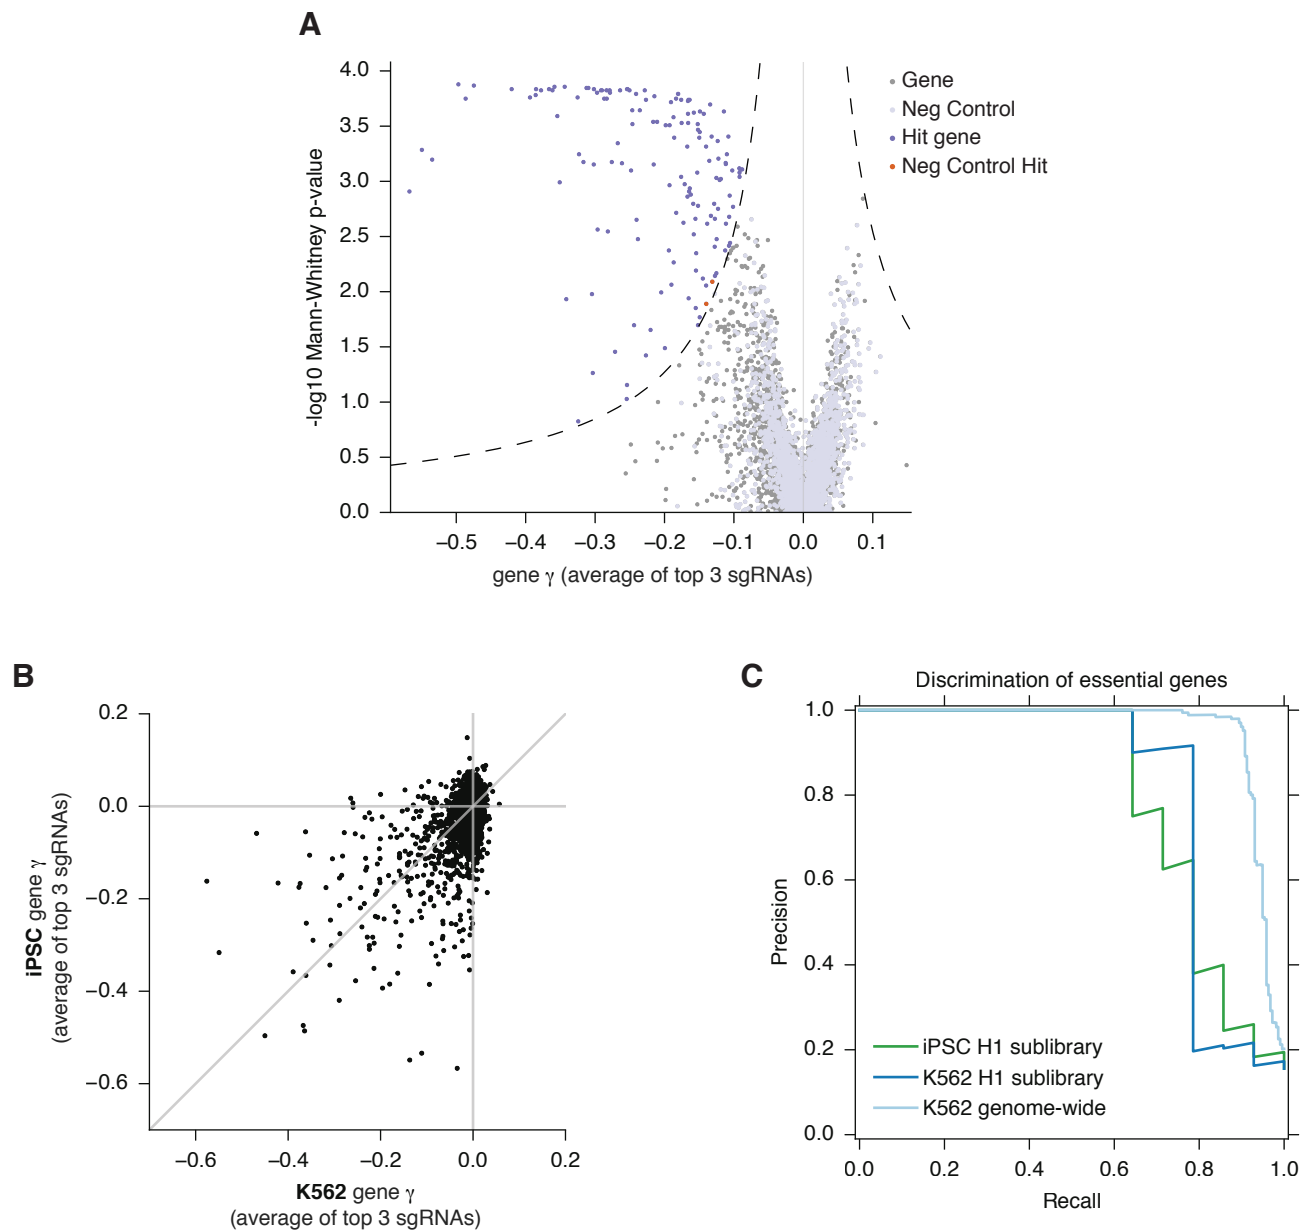 A
4.0
3.5
3.0
2.5
2.0
1.5
1.0
0.5
0.0
-log10 Mann-Whitney p-value
−0.5 −0.4 −0.3 −0.2 −0.1 0.0 0.1
gene γ (average of top 3 sgRNAs)
Gene
Neg Control
Hit gene
Neg Control Hit
B
0.2
0.0
−0.2
−0.4
−0.6
iPSC gene γ
(average of top 3 sgRNAs)
−0.6 −0.4 −0.2 0.0 0.2
K562 gene γ
(average of top 3 sgRNAs)
C
Discrimination of essential genes
1.0
0.8
0.6
0.4
0.2
0.0
Precision
iPSC H1 sublibrary
K562 H1 sublibrary
K562 genome-wide
0.0 0.2 0.4 0.6 0.8 1.0
Recall